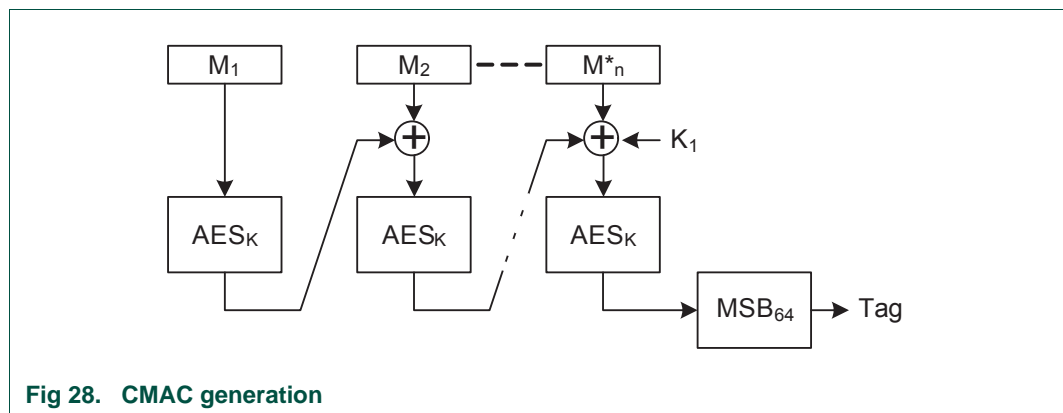 M₁ M₂ M*ₙ
K₁
AESₖ AESₖ AESₖ
MSB₆₄ Tag
Fig 28. CMAC generation